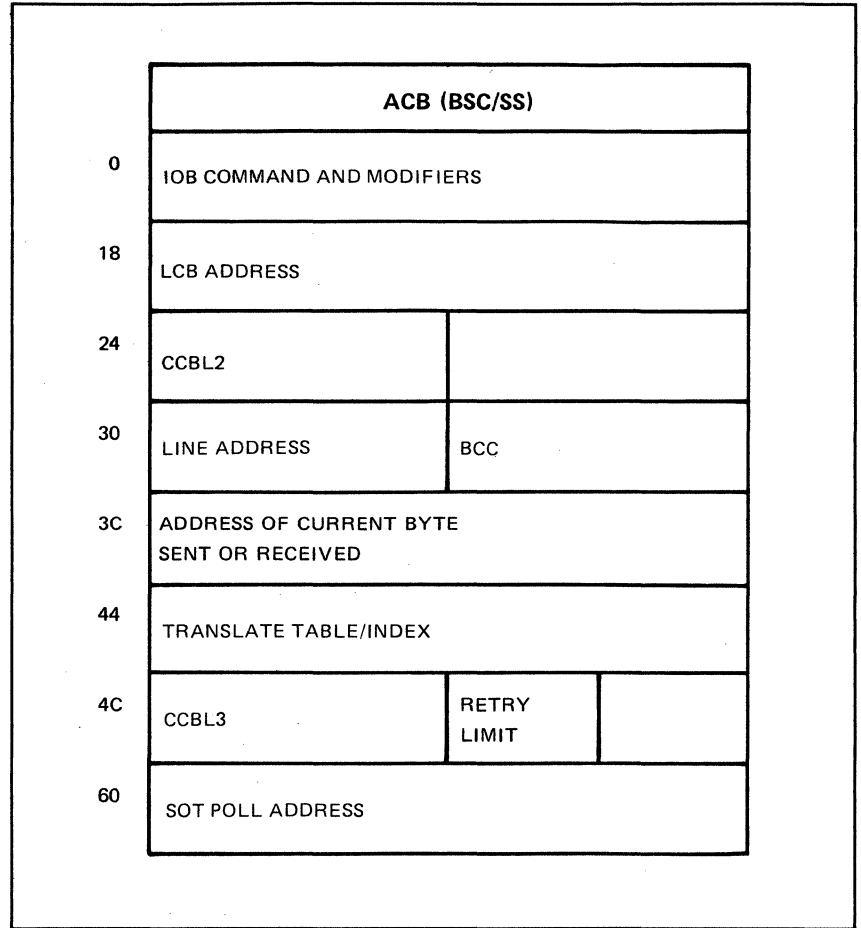 ACB (BSC/SS)
0
IOB COMMAND AND MODIFIERS
18
LCB ADDRESS
24
CCBL2
30
LINE ADDRESS
BCC
3C
ADDRESS OF CURRENT BYTE
SENT OR RECEIVED
44
TRANSLATE TABLE/INDEX
4C
CCBL3
RETRY
LIMIT
60
SOT POLL ADDRESS